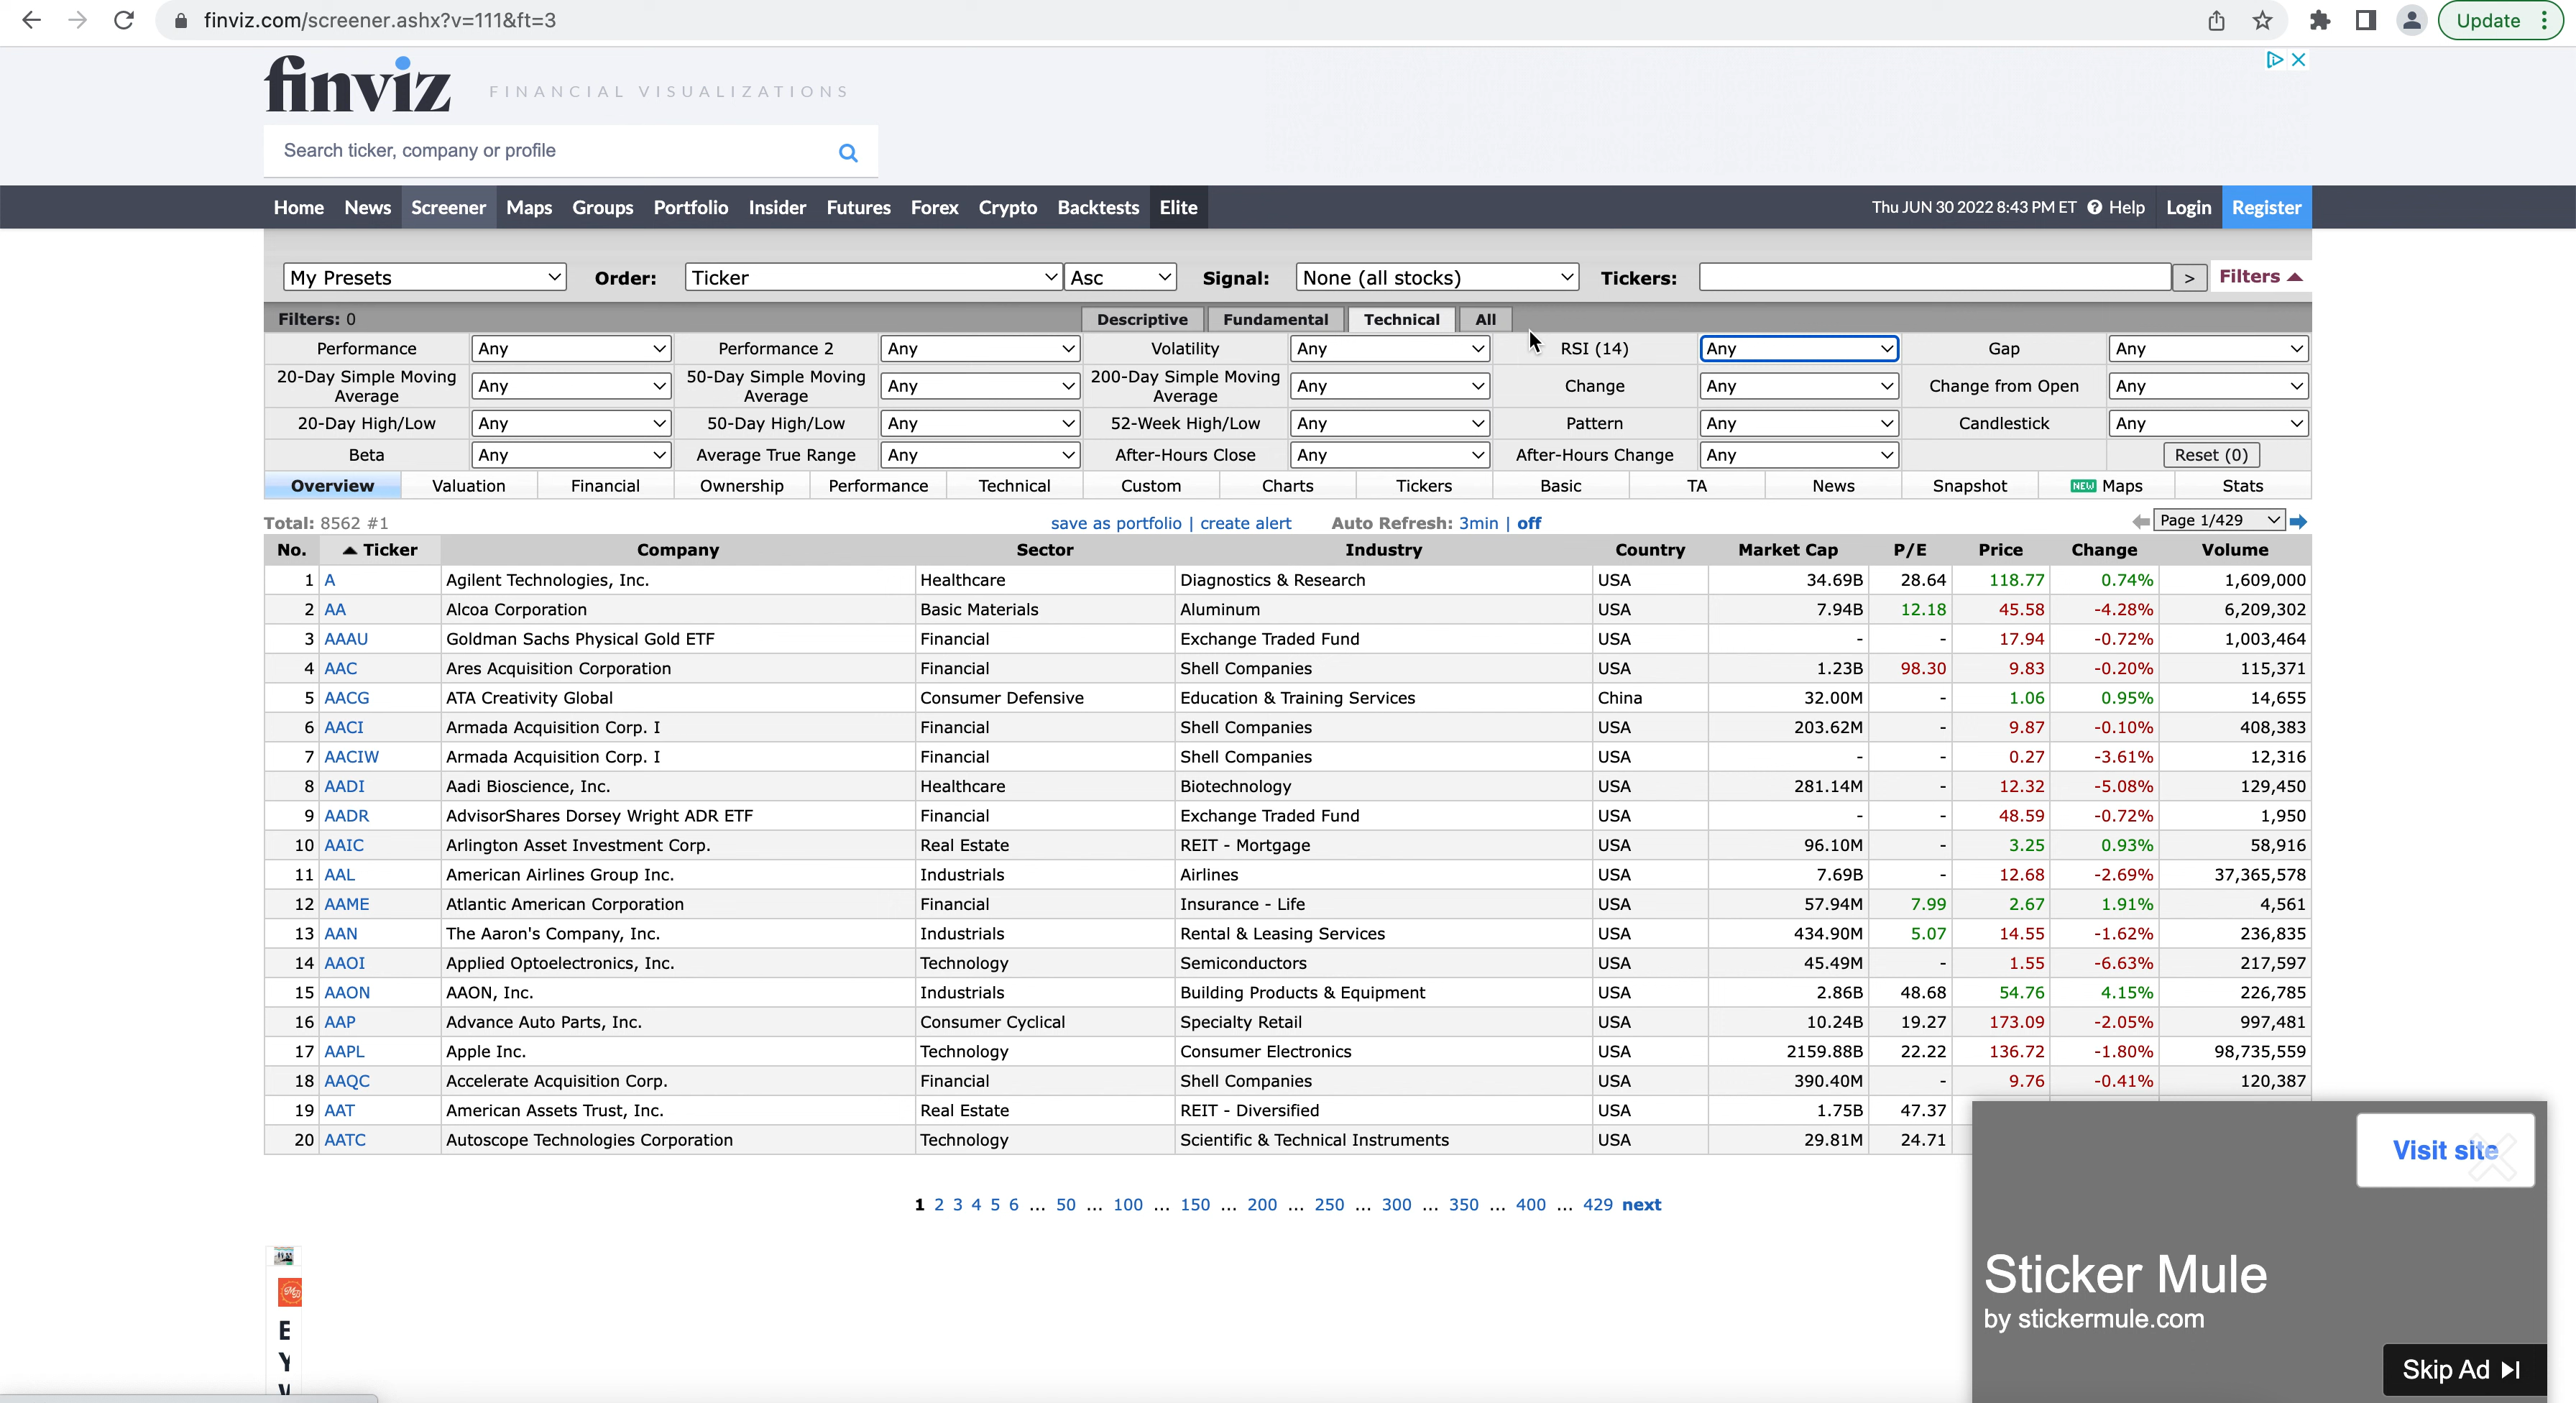 finviz.com/screener.ashx?v=111&ft=3 Update
finviz FINANCIAL VISUALIZATIONS
Search ticker, company or profile
Home News Screener Maps Groups Portfolio Insider Futures Forex Crypto Backtests Elite Thu JUN 30 2022 8:43 PM ET Help Login Register
My Presets Order: Ticker Asc Signal: None (all stocks) Tickers: > Filters
Filters: 0 Descriptive Fundamental Technical All
Performance Any Performance 2 Any Volatility Any RSI (14) Any Gap Any
20-Day Simple Moving Average Any 50-Day Simple Moving Average Any 200-Day Simple Moving Average Any Change Any Change from Open Any
20-Day High/Low Any 50-Day High/Low Any 52-Week High/Low Any Pattern Any Candlestick Any
Beta Any Average True Range Any After-Hours Close Any After-Hours Change Any Reset (0)
Overview Valuation Financial Ownership Performance Technical Custom Charts Tickers Basic TA News Snapshot NEW Maps Stats
Total: 8562 #1 save as portfolio | create alert Auto Refresh: 3min | off Page 1/429
No. Ticker Company Sector Industry Country Market Cap P/E Price Change Volume
1 A Agilent Technologies, Inc. Healthcare Diagnostics & Research USA 34.69B 28.64 118.77 0.74% 1,609,000
2 AA Alcoa Corporation Basic Materials Aluminum USA 7.94B 12.18 45.58 -4.28% 6,209,302
3 AAAU Goldman Sachs Physical Gold ETF Financial Exchange Traded Fund USA - - 17.94 -0.72% 1,003,464
4 AAC Ares Acquisition Corporation Financial Shell Companies USA 1.23B 98.30 9.83 -0.20% 115,371
5 AACG ATA Creativity Global Consumer Defensive Education & Training Services China 32.00M - 1.06 0.95% 14,655
6 AACI Armada Acquisition Corp. I Financial Shell Companies USA 203.62M - 9.87 -0.10% 408,383
7 AACIW Armada Acquisition Corp. I Financial Shell Companies USA - - 0.27 -3.61% 12,316
8 AADI Aadi Bioscience, Inc. Healthcare Biotechnology USA 281.14M - 12.32 -5.08% 129,450
9 AADR AdvisorShares Dorsey Wright ADR ETF Financial Exchange Traded Fund USA - - 48.59 -0.72% 1,950
10 AAIC Arlington Asset Investment Corp. Real Estate REIT - Mortgage USA 96.10M - 3.25 0.93% 58,916
11 AAL American Airlines Group Inc. Industrials Airlines USA 7.69B - 12.68 -2.69% 37,365,578
12 AAME Atlantic American Corporation Financial Insurance - Life USA 57.94M 7.99 2.67 1.91% 4,561
13 AAN The Aaron's Company, Inc. Industrials Rental & Leasing Services USA 434.90M 5.07 14.55 -1.62% 236,835
14 AAOI Applied Optoelectronics, Inc. Technology Semiconductors USA 45.49M - 1.55 -6.63% 217,597
15 AAON AAON, Inc. Industrials Building Products & Equipment USA 2.86B 48.68 54.76 4.15% 226,785
16 AAP Advance Auto Parts, Inc. Consumer Cyclical Specialty Retail USA 10.24B 19.27 173.09 -2.05% 997,481
17 AAPL Apple Inc. Technology Consumer Electronics USA 2159.88B 22.22 136.72 -1.80% 98,735,559
18 AAQC Accelerate Acquisition Corp. Financial Shell Companies USA 390.40M - 9.76 -0.41% 120,387
19 AAT American Assets Trust, Inc. Real Estate REIT - Diversified USA 1.75B 47.37
20 AATC Autoscope Technologies Corporation Technology Scientific & Technical Instruments USA 29.81M 24.71
Visit site
1 2 3 4 5 6 ... 50 ... 100 ... 150 ... 200 ... 250 ... 300 ... 350 ... 400 ... 429 next
Sticker Mule
by stickermule.com
E
Y
Skip Ad